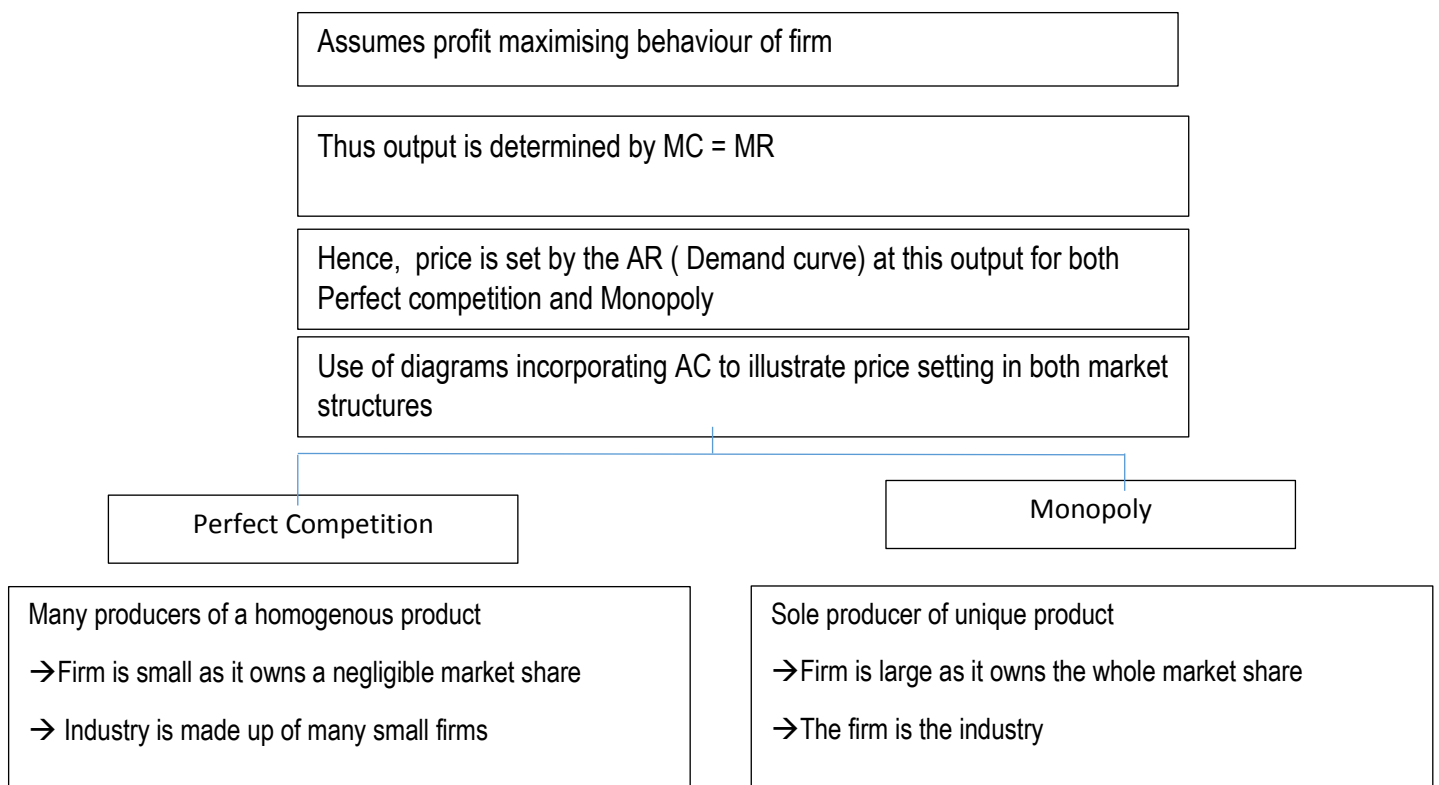 Assumes profit maximising behaviour of firm
Thus output is determined by MC = MR
Hence,  price is set by the AR ( Demand curve) at this output for both
Perfect competition and Monopoly
Use of diagrams incorporating AC to illustrate price setting in both market
structures
Perfect Competition
Monopoly
Many producers of a homogenous product
→Firm is small as it owns a negligible market share
→ Industry is made up of many small firms
Sole producer of unique product
→Firm is large as it owns the whole market share
→The firm is the industry